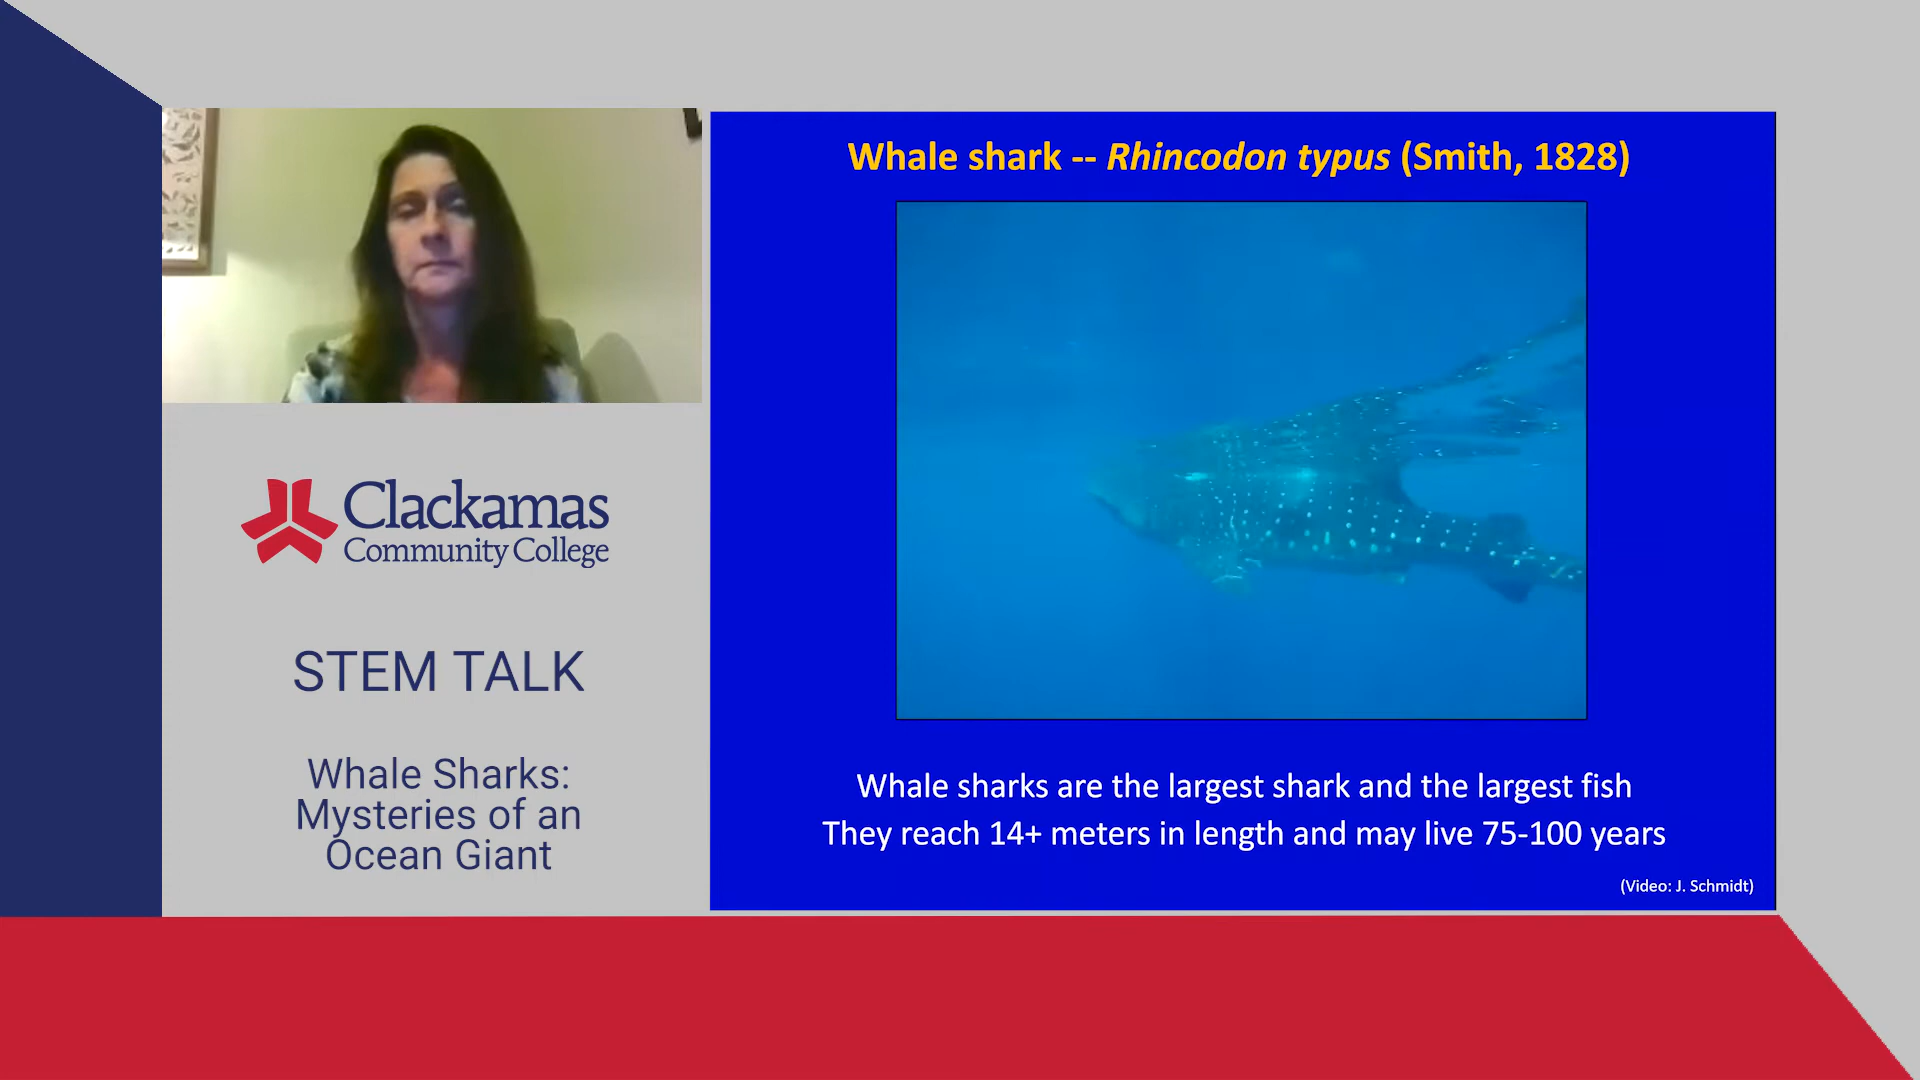 Clackamas
Community College
STEM TALK
Whale Sharks:
Mysteries of an
Ocean Giant
Whale shark -- Rhincodon typus (Smith, 1828)
Whale sharks are the largest shark and the largest fish
They reach 14+ meters in length and may live 75-100 years
(Video: J. Schmidt)